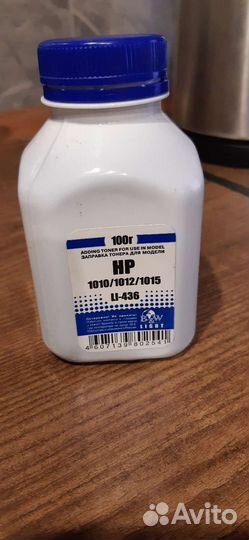 100г
ADDING TONER FOR USE IN MODEL
ЗАПРАВКА ТОНЕРА ДЛЯ МОДЕЛИ
HP
1010/1012/1015
LI-436
B&W
LIGHT
4607139802541
Avito